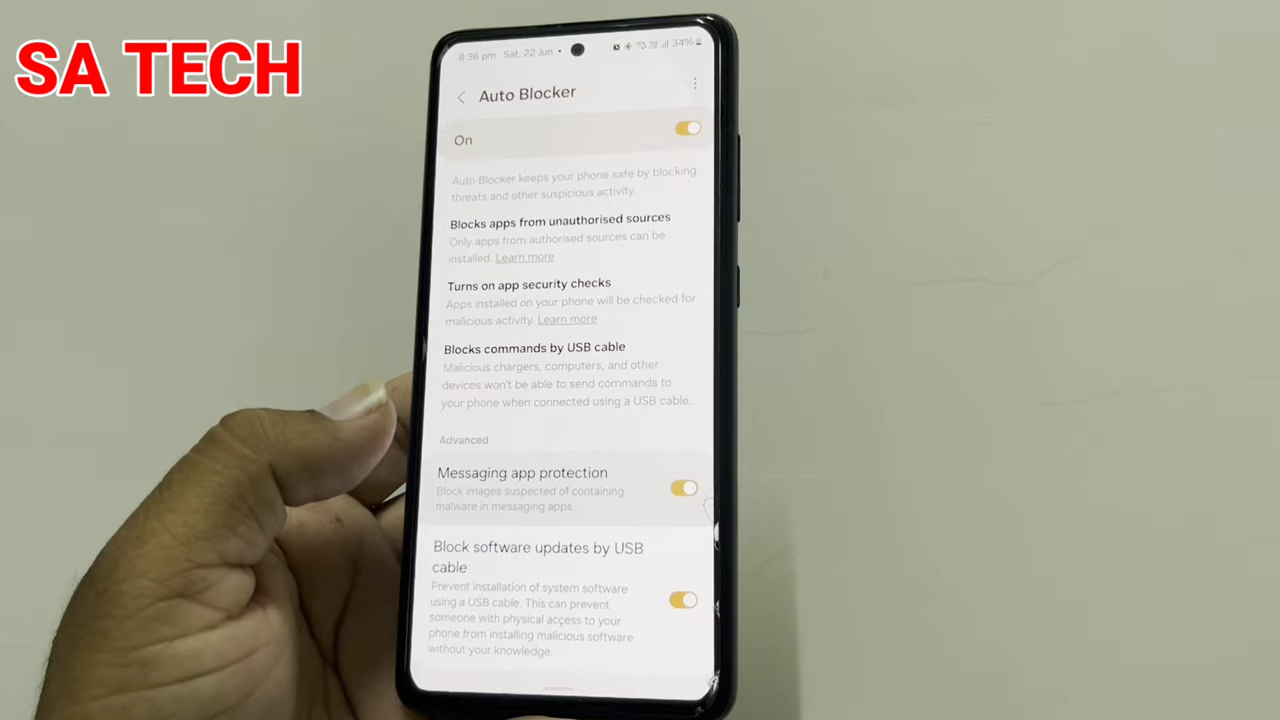 SA TECH
8:36 pm Sat, 22 Jun •
34%
Auto Blocker
On
Auto Blocker keeps your phone safe by blocking
threats and other suspicious activity.
Blocks apps from unauthorised sources
Only apps from authorised sources can be
installed. Learn more
Turns on app security checks
Apps installed on your phone will be checked for
malicious activity. Learn more
Blocks commands by USB cable
Malicious chargers, computers, and other
devices won't be able to send commands to
your phone when connected using a USB cable.
Advanced
Messaging app protection
Block images suspected of containing
malware in messaging apps.
Block software updates by USB
cable
Prevent installation of system software
using a USB cable. This can prevent
someone with physical access to your
phone from installing malicious software
without your knowledge.